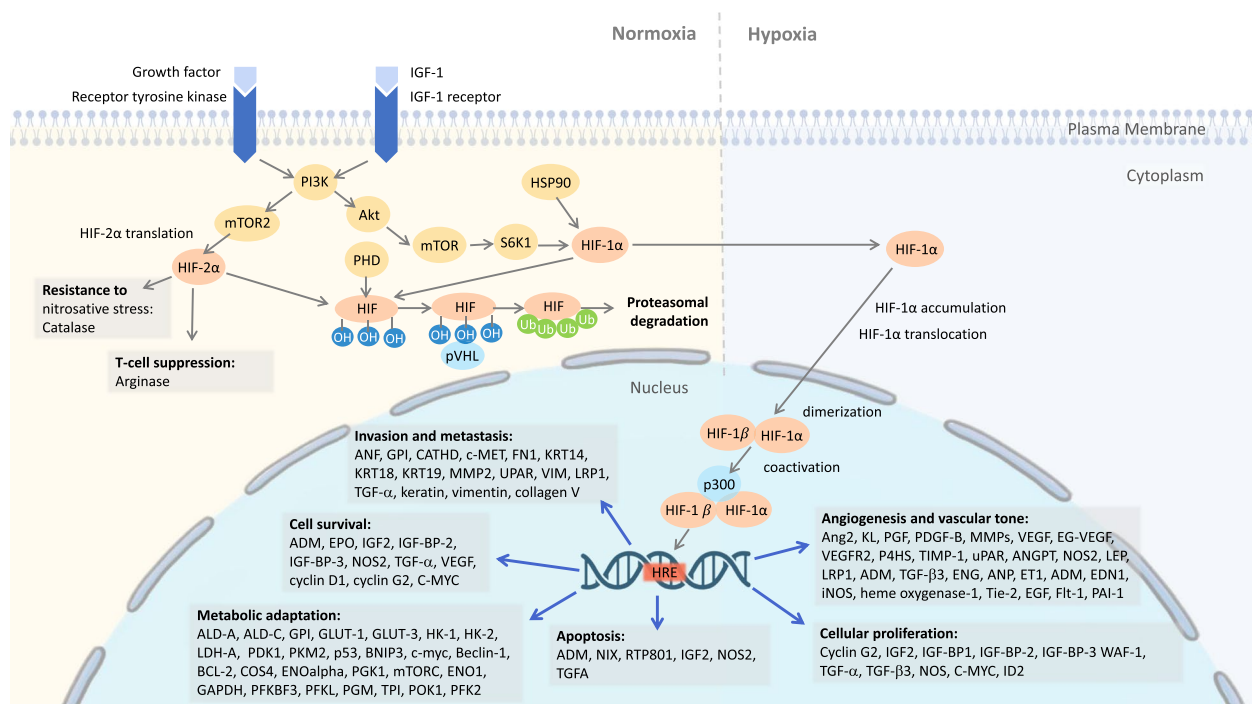 Normoxia
Hypoxia
Growth factor
Receptor tyrosine kinase
IGF-1
IGF-1 receptor
Plasma Membrane
Cytoplasm
PI3K
HSP90
mTOR2
Akt
HIF-2α translation
mTOR
S6K1
HIF-1α
HIF-1α
HIF-2α
PHD
Resistance to
nitrosative stress:
Catalase
HIF
OH
OH
OH
HIF
OH
OH
OH
pVHL
HIF
Ub
Ub
Ub
Ub
Proteasomal
degradation
HIF-1α accumulation
HIF-1α translocation
T-cell suppression:
Arginase
Nucleus
dimerization
HIF-1β
HIF-1α
coactivation
p300
HIF-1 β
HIF-1α
HRE
Invasion and metastasis:
ANF, GPI, CATHD, c-MET, FN1, KRT14,
KRT18, KRT19, MMP2, UPAR, VIM, LRP1,
TGF-α, keratin, vimentin, collagen V
Cell survival:
ADM, EPO, IGF2, IGF-BP-2,
IGF-BP-3, NOS2, TGF-α, VEGF,
cyclin D1, cyclin G2, C-MYC
Metabolic adaptation:
ALD-A, ALD-C, GPI, GLUT-1, GLUT-3, HK-1, HK-2,
LDH-A, PDK1, PKM2, p53, BNIP3, c-myc, Beclin-1,
BCL-2, COS4, ENOalpha, PGK1, mTORC, ENO1,
GAPDH, PFKBF3, PFKL, PGM, TPI, POK1, PFK2
Apoptosis:
ADM, NIX, RTP801, IGF2, NOS2,
TGFA
Angiogenesis and vascular tone:
Ang2, KL, PGF, PDGF-B, MMPs, VEGF, EG-VEGF,
VEGFR2, P4HS, TIMP-1, uPAR, ANGPT, NOS2, LEP,
LRP1, ADM, TGF-β3, ENG, ANP, ET1, ADM, EDN1,
iNOS, heme oxygenase-1, Tie-2, EGF, Flt-1, PAI-1
Cellular proliferation:
Cyclin G2, IGF2, IGF-BP1, IGF-BP-2, IGF-BP-3 WAF-1,
TGF-α, TGF-β3, NOS, C-MYC, ID2